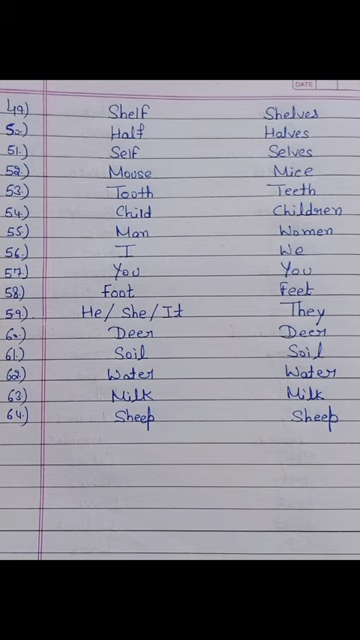 DATE
49) Shelf Shelves
50.) Half Halves
51.) Self Selves
52.) Mouse Mice
53.) Tooth Teeth
54.) Child Children
55.) Man Women
56.) I We
57.) You You
58.) Foot Feet
59.) He/She/It They
60.) Deer Deer
61.) Soil Soil
62.) Water Water
63.) Milk Milk
64.) Sheep Sheep